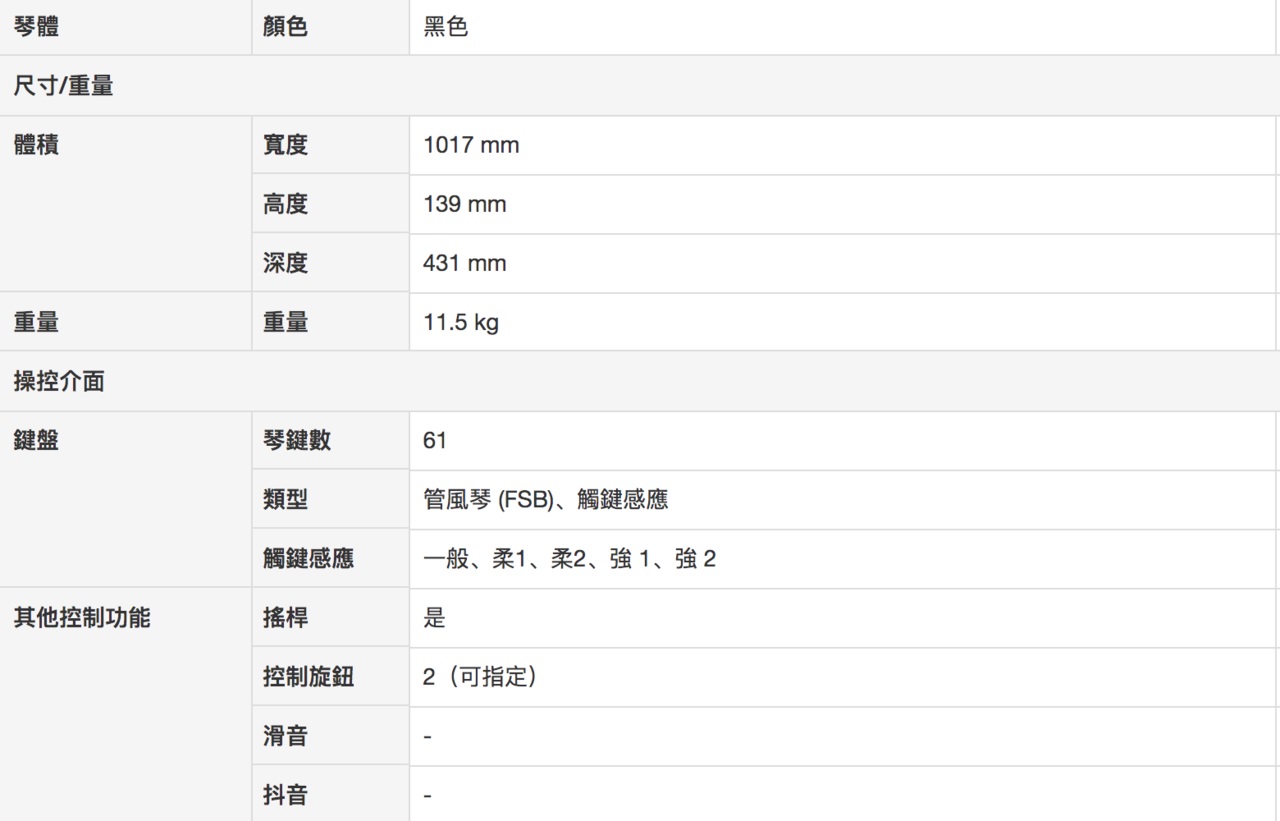 琴體 顏色 黑色
尺寸/重量
體積 寬度 1017 mm
高度 139 mm
深度 431 mm
重量 重量 11.5 kg
操控介面
鍵盤 琴鍵數 61
類型 管風琴 (FSB)、觸鍵感應
觸鍵感應 一般、柔1、柔2、強 1、強 2
其他控制功能 搖桿 是
控制旋鈕 2（可指定）
滑音 -
抖音 -